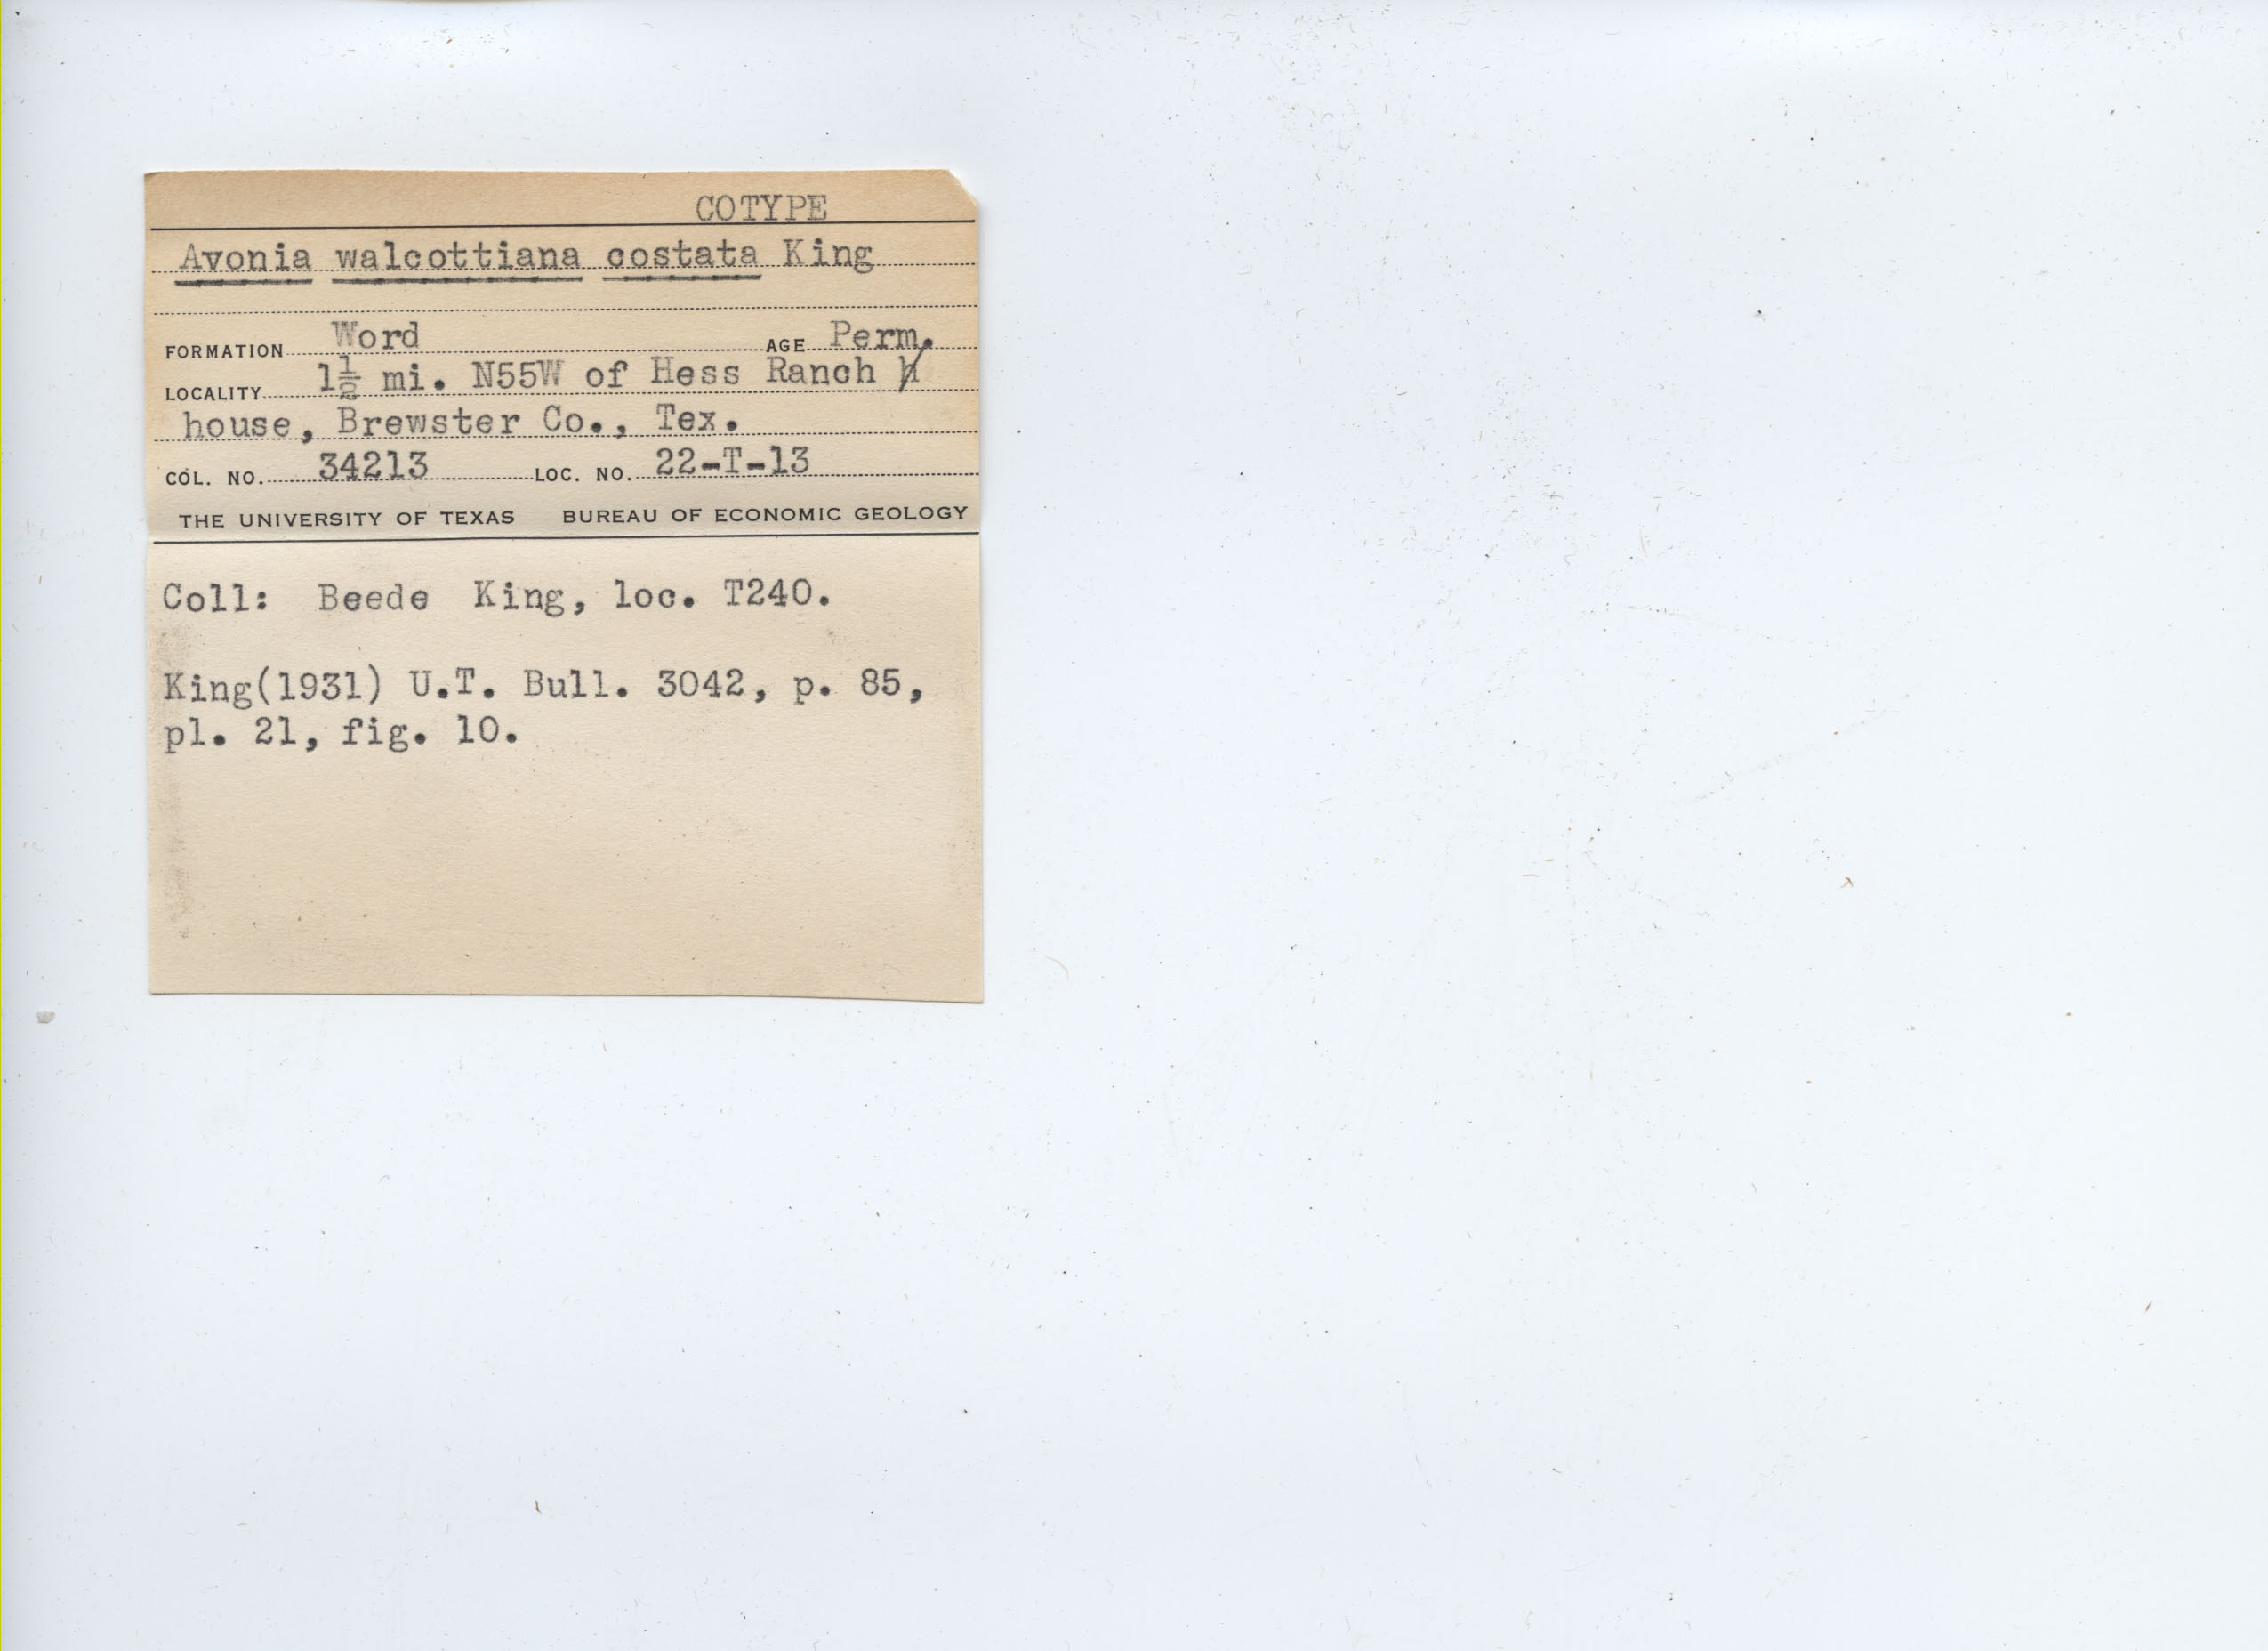 COTYPE
Avonia walcottiana costata King
FORMATION Word AGE Perm.
LOCALITY 1½ mi. N55W of Hess Ranch h
house, Brewster Co., Tex.
COL. NO. 34213 LOC. NO. 22-T-13
THE UNIVERSITY OF TEXAS BUREAU OF ECONOMIC GEOLOGY
Coll: Beede King, loc. T240.
King(1931) U.T. Bull. 3042, p. 85,
pl. 21, fig. 10.